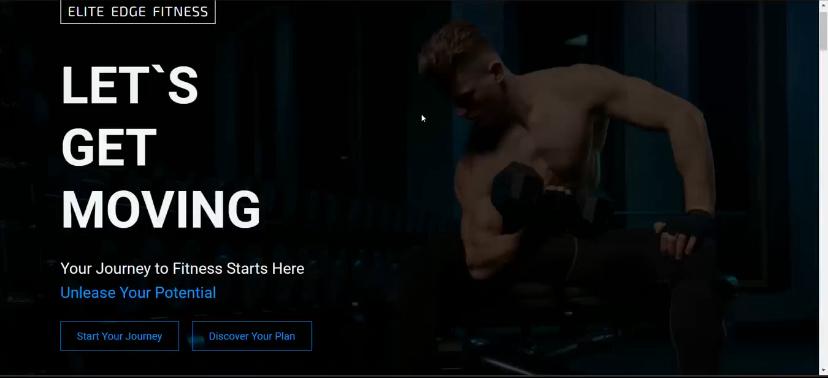 ELITE EDGE FITNESS
LET`S
GET
MOVING
Your Journey to Fitness Starts Here
Unlease Your Potential
Start Your Journey
Discover Your Plan